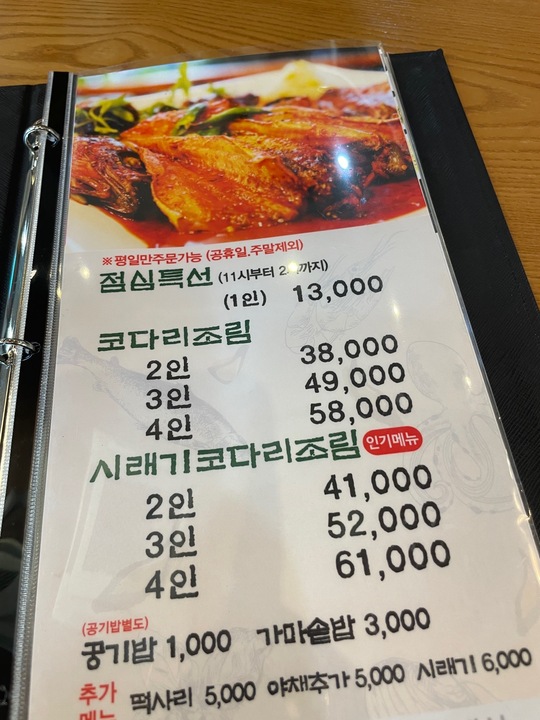 ※평일만주문가능 (공휴일.주말제외)
점심특선 (11시부터 까지)
(1인) 13,000
코다리조림
2인 38,000
3인 49,000
4인 58,000
시래기코다리조림 인기메뉴
2인 41,000
3인 52,000
4인 61,000
(공기밥별도)
공기밥 1,000 가마솥밥 3,000
추가 떡사리 5,000 야채추가 5,000 시래기 6,000
메뉴